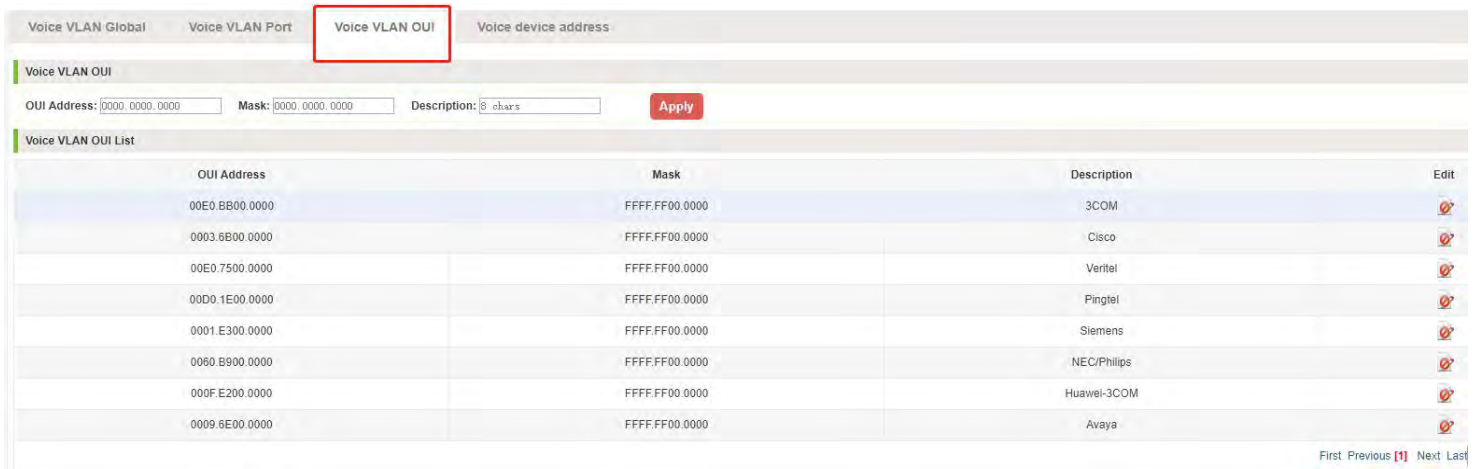 Voice VLAN Global Voice VLAN Port Voice VLAN OUI Voice device address
Voice VLAN OUI
OUI Address: 0000.0000.0000 Mask: 0000.0000.0000 Description: 8 chars Apply
Voice VLAN OUI List
OUI Address Mask Description Edit
00E0.BB00.0000 FFFF.FF00.0000 3COM
0003.6B00.0000 FFFF.FF00.0000 Cisco
00E0.7500.0000 FFFF.FF00.0000 Veritel
00D0.1E00.0000 FFFF.FF00.0000 Pingtel
0001.E300.0000 FFFF.FF00.0000 Siemens
0060.B900.0000 FFFF.FF00.0000 NEC/Philips
000F.E200.0000 FFFF.FF00.0000 Huawei-3COM
0009.6E00.0000 FFFF.FF00.0000 Avaya
First Previous [1] Next Last